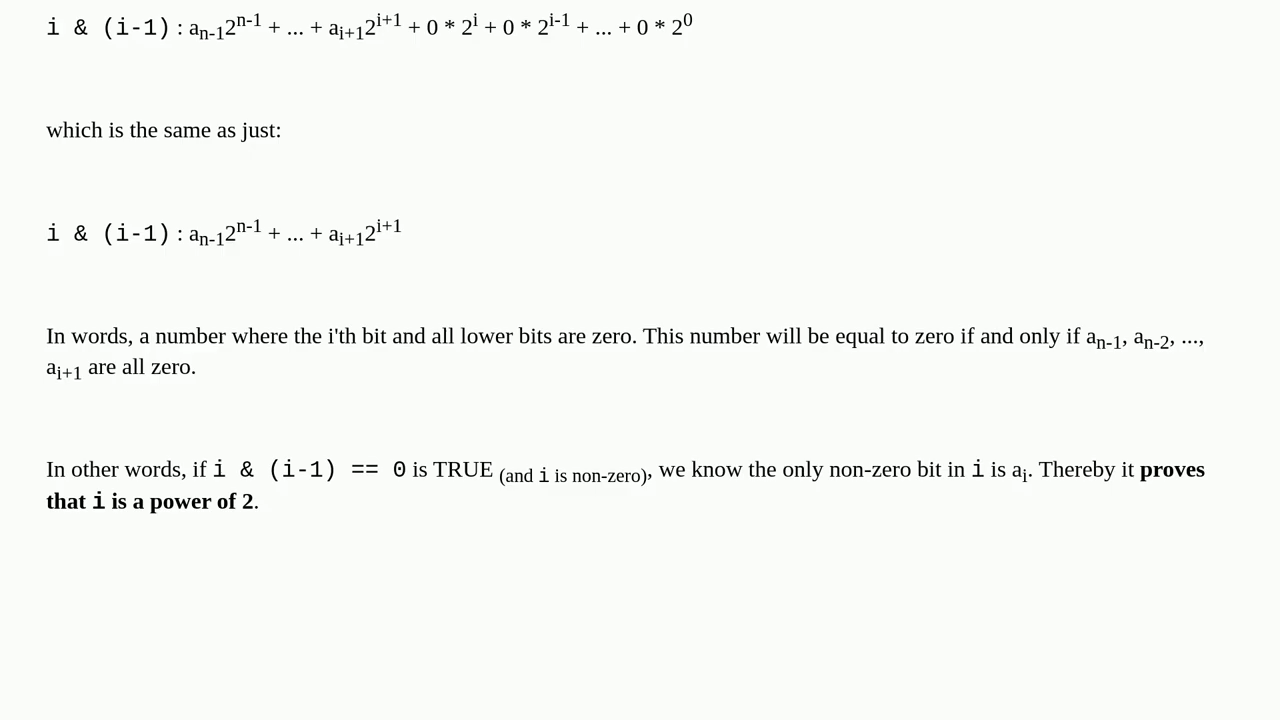 i & (i-1) : aₙ₋₁2ⁿ⁻¹ + ... + aᵢ₊₁2ⁱ⁺¹ + 0 * 2ⁱ + 0 * 2ⁱ⁻¹ + ... + 0 * 2⁰
which is the same as just:
i & (i-1) : aₙ₋₁2ⁿ⁻¹ + ... + aᵢ₊₁2ⁱ⁺¹
In words, a number where the i'th bit and all lower bits are zero. This number will be equal to zero if and only if aₙ₋₁, aₙ₋₂, ...,
aᵢ₊₁ are all zero.
In other words, if i & (i-1) == 0 is TRUE (and i is non-zero), we know the only non-zero bit in i is aᵢ. Thereby it proves
that i is a power of 2.